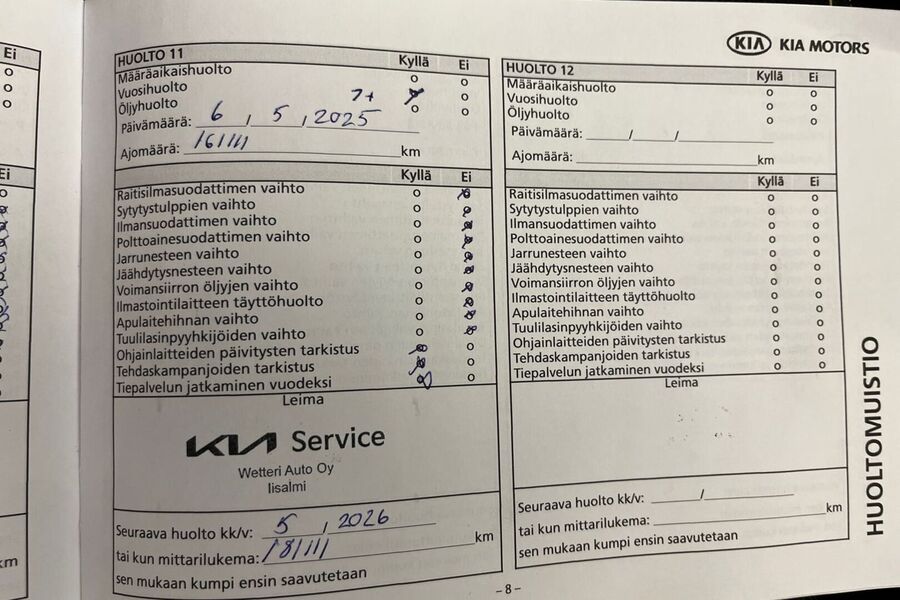 Ei
Ei
km
KIA KIA MOTORS
HUOLTO 11 Kyllä Ei
Määräaikaishuolto o o
Vuosihuolto o
Öljyhuolto 7+ o o
Päivämäärä: 6 / 5 / 2025
Ajomäärä: 161111 km
Kyllä Ei
Raitisilmasuodattimen vaihto o
Sytytystulppien vaihto o
Ilmansuodattimen vaihto o
Polttoainesuodattimen vaihto o
Jarrunesteen vaihto o
Jäähdytysnesteen vaihto o
Voimansiirron öljyjen vaihto o
Ilmastointilaitteen täyttöhuolto o
Apulaitehihnan vaihto o
Tuulilasinpyyhkijöiden vaihto o
Ohjainlaitteiden päivitysten tarkistus o
Tehdaskampanjoiden tarkistus o
Tiepalvelun jatkaminen vuodeksi o
Leima
KIA Service
Wetteri Auto Oy
Iisalmi
Seuraava huolto kk/v: 5 / 2026
tai kun mittarilukema: 181111 km
sen mukaan kumpi ensin saavutetaan
HUOLTO 12 Kyllä Ei
Määräaikaishuolto o o
Vuosihuolto o o
Öljyhuolto o o
Päivämäärä: / /
Ajomäärä: km
Kyllä Ei
Raitisilmasuodattimen vaihto o o
Sytytystulppien vaihto o o
Ilmansuodattimen vaihto o o
Polttoainesuodattimen vaihto o o
Jarrunesteen vaihto o o
Jäähdytysnesteen vaihto o o
Voimansiirron öljyjen vaihto o o
Ilmastointilaitteen täyttöhuolto o o
Apulaitehihnan vaihto o o
Tuulilasinpyyhkijöiden vaihto o o
Ohjainlaitteiden päivitysten tarkistus o o
Tehdaskampanjoiden tarkistus o o
Tiepalvelun jatkaminen vuodeksi o o
Leima
Seuraava huolto kk/v: /
tai kun mittarilukema: km
sen mukaan kumpi ensin saavutetaan
HUOLTOMUISTIO
- 8 -